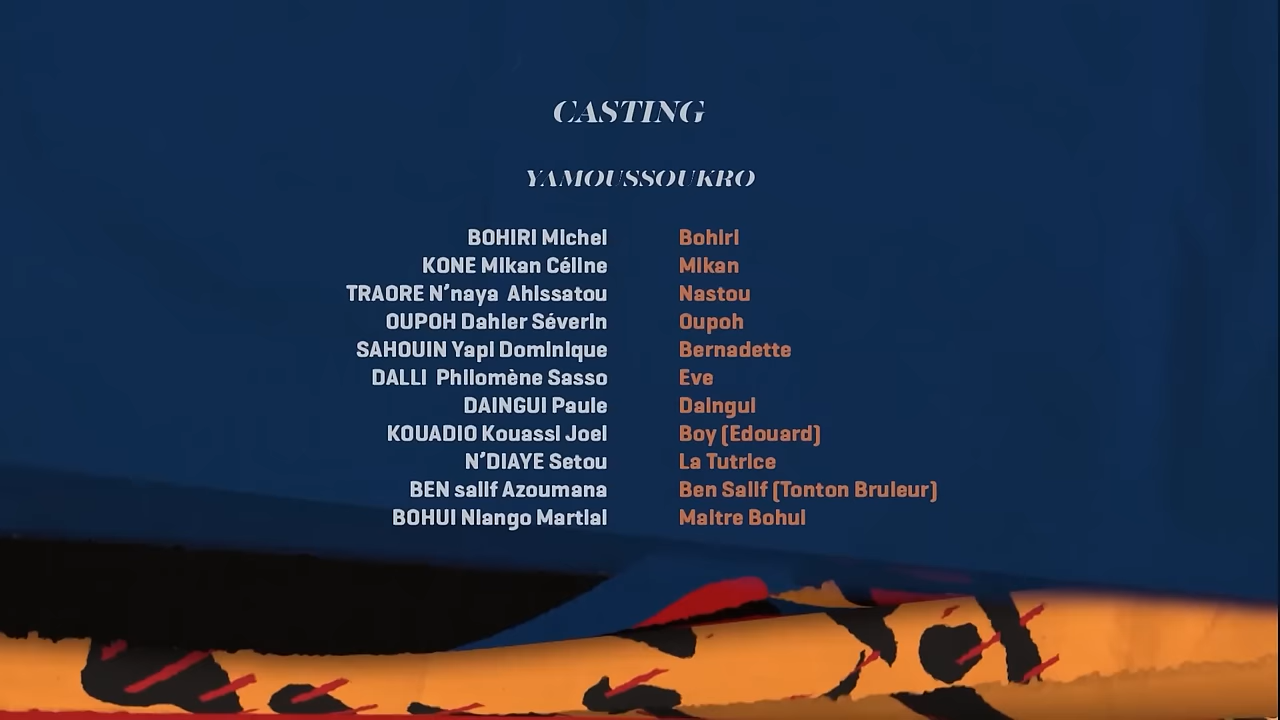 CASTING
YAMOUSSOUKRO
BOHIRI Michel Bohiri
KONE Mikan Céline Mikan
TRAORE N’naya Ahissatou Nastou
OUPOH Dahier Séverin Oupoh
SAHOUIN Yapi Dominique Bernadette
DALLI Philomène Sasso Eve
DAINGUI Paule Daingui
KOUADIO Kouassi Joel Boy (Edouard)
N’DIAYE Setou La Tutrice
BEN salif Azoumana Ben Salif (Tonton Bruleur)
BOHUI Niango Martial Maitre Bohui